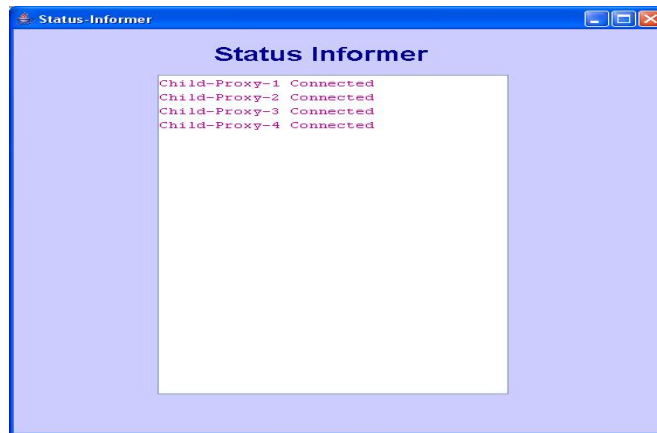 Status-Informer
Status Informer
Child-Proxy-1 Connected
Child-Proxy-2 Connected
Child-Proxy-3 Connected
Child-Proxy-4 Connected